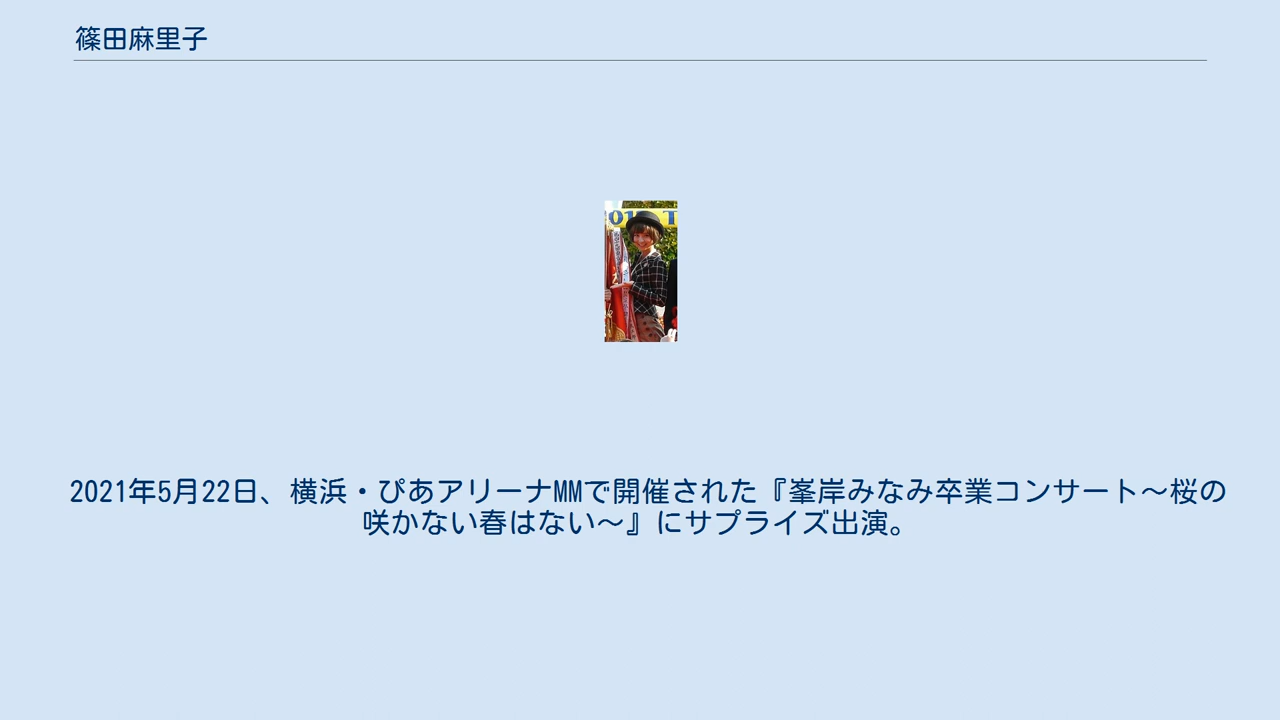 篠田麻里子
01 T
2021年5月22日、横浜・ぴあアリーナMMで開催された『峯岸みなみ卒業コンサート～桜の
咲かない春はない～』にサプライズ出演。